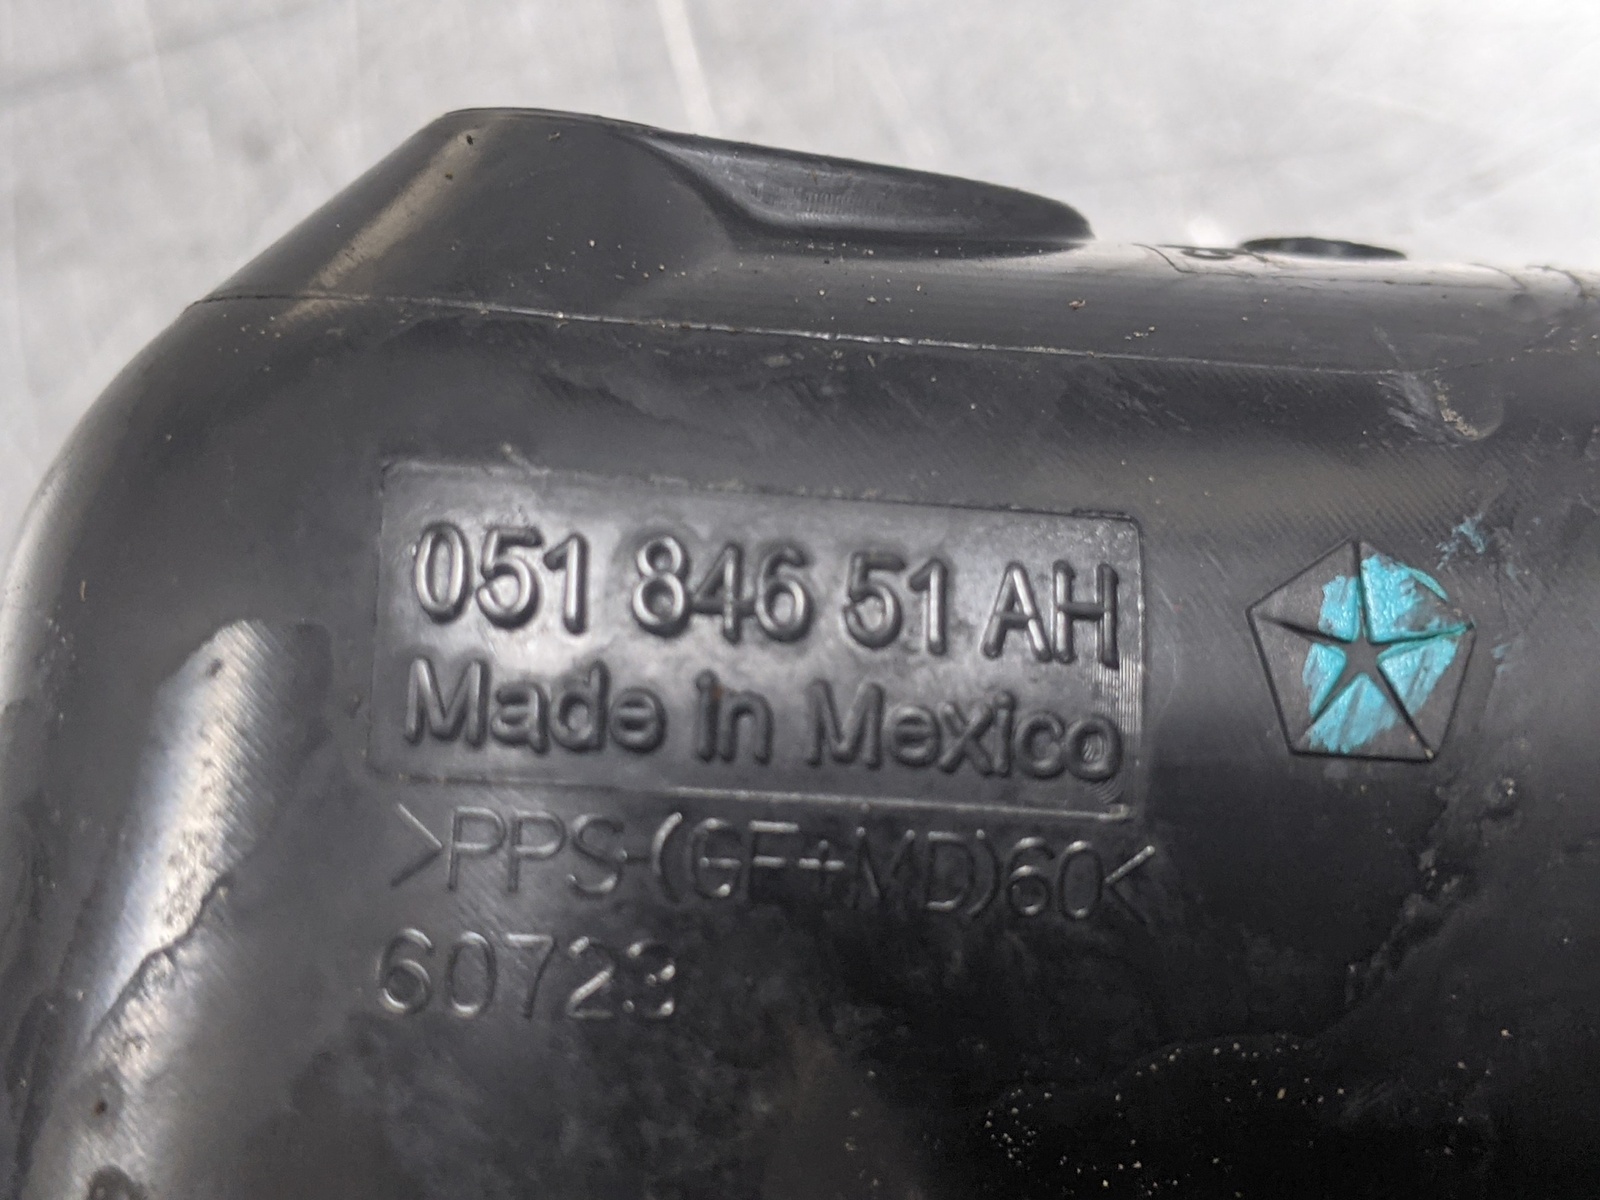 051 846 51 AH
Made in Mexico
>PPS-(GF+MD)60<
60723